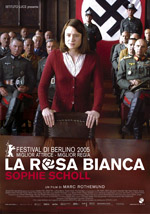 FESTIVAL DI BERLINO 2005
MIGLIOR ATTRICE - MIGLIOR REGIA
LA ROSA BIANCA
SOPHIE SCHOLL
UN FILM DI MARC ROTHEMUND